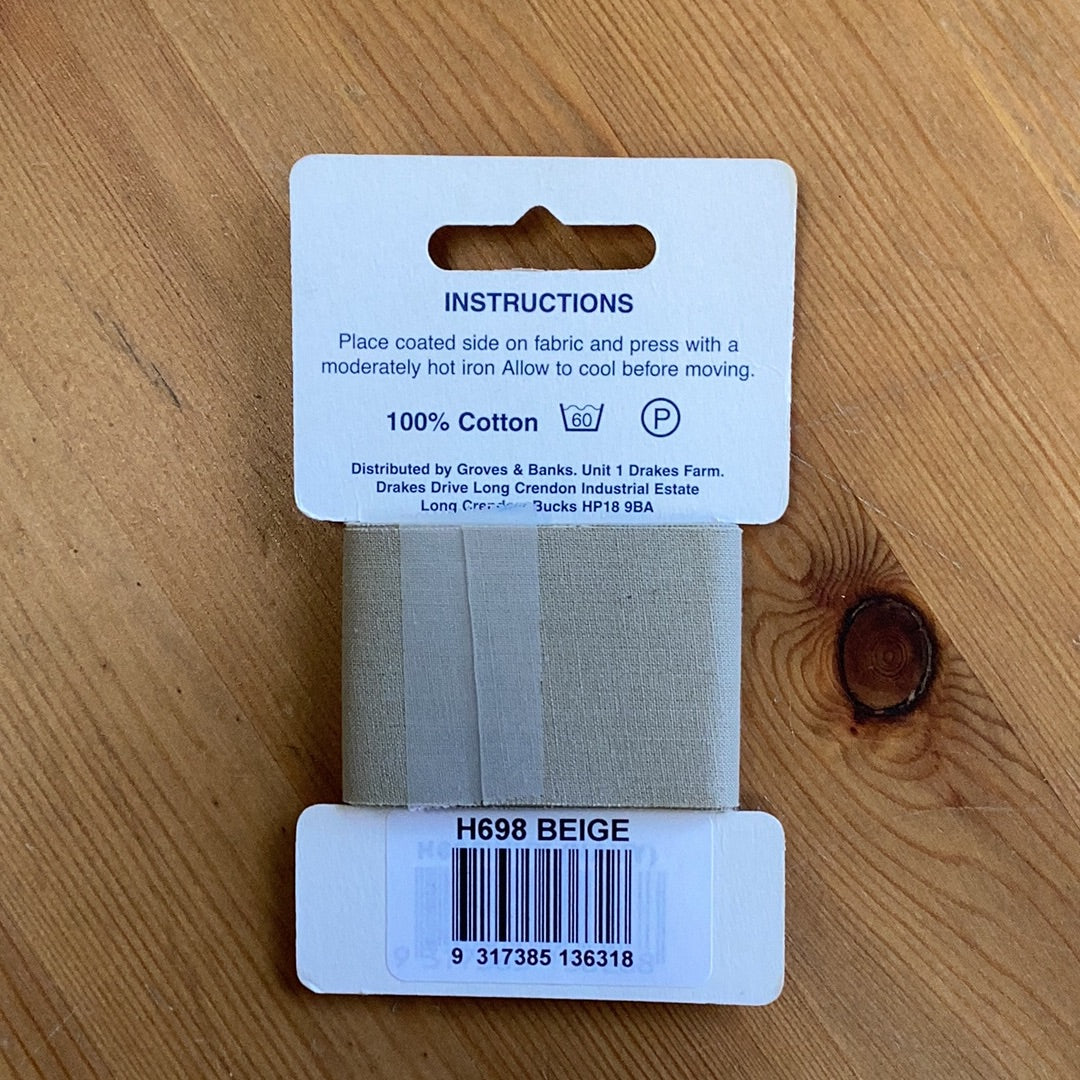 INSTRUCTIONS
Place coated side on fabric and press with a
moderately hot iron Allow to cool before moving.
100% Cotton 60 P
Distributed by Groves & Banks. Unit 1 Drakes Farm.
Drakes Drive Long Crendon Industrial Estate
Long Crendon Bucks HP18 9BA
H698 BEIGE
9 317385 136318